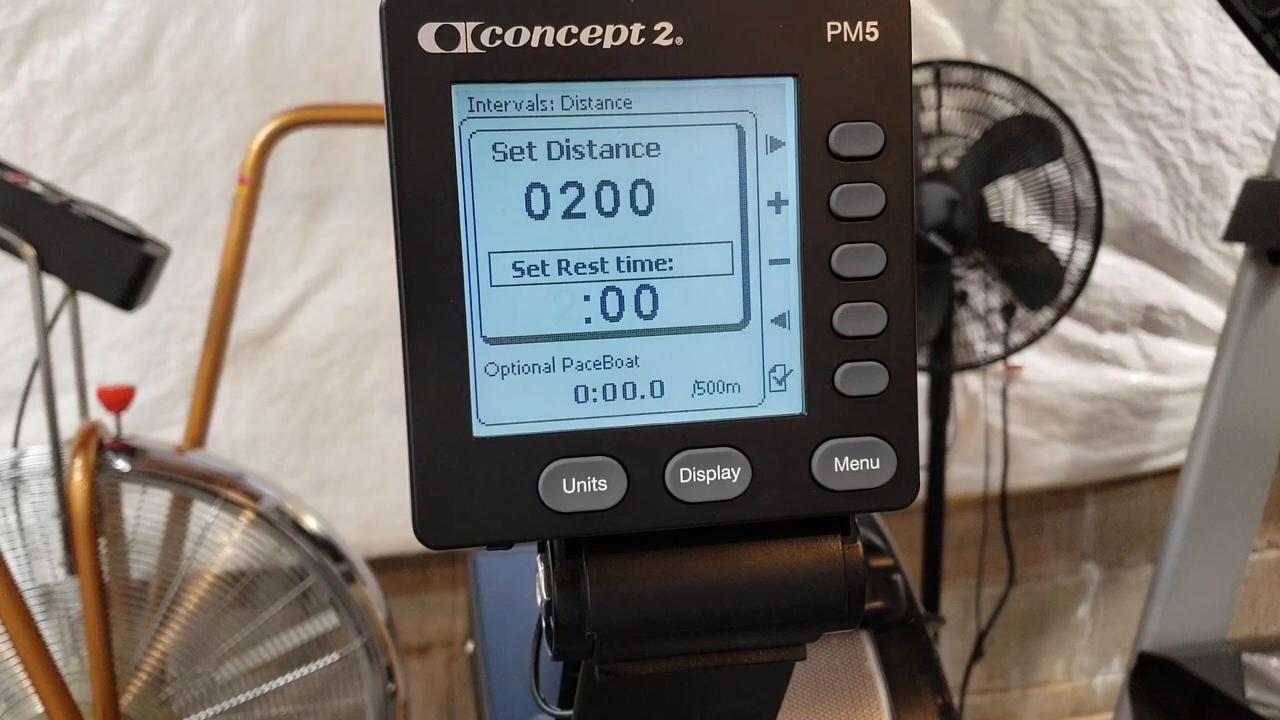 concept 2®
PM5
Intervals: Distance
Set Distance
0200
Set Rest time:
:00
Optional PaceBoat
0:00.0 /500m
Units
Display
Menu